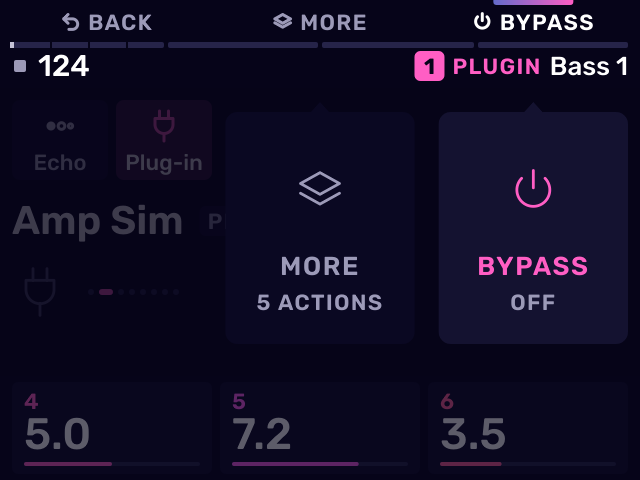 BACK MORE BYPASS
124 1 PLUGIN Bass 1
Echo Plug-in
Amp Sim
MORE BYPASS
5 ACTIONS OFF
4 5 6
5.0 7.2 3.5